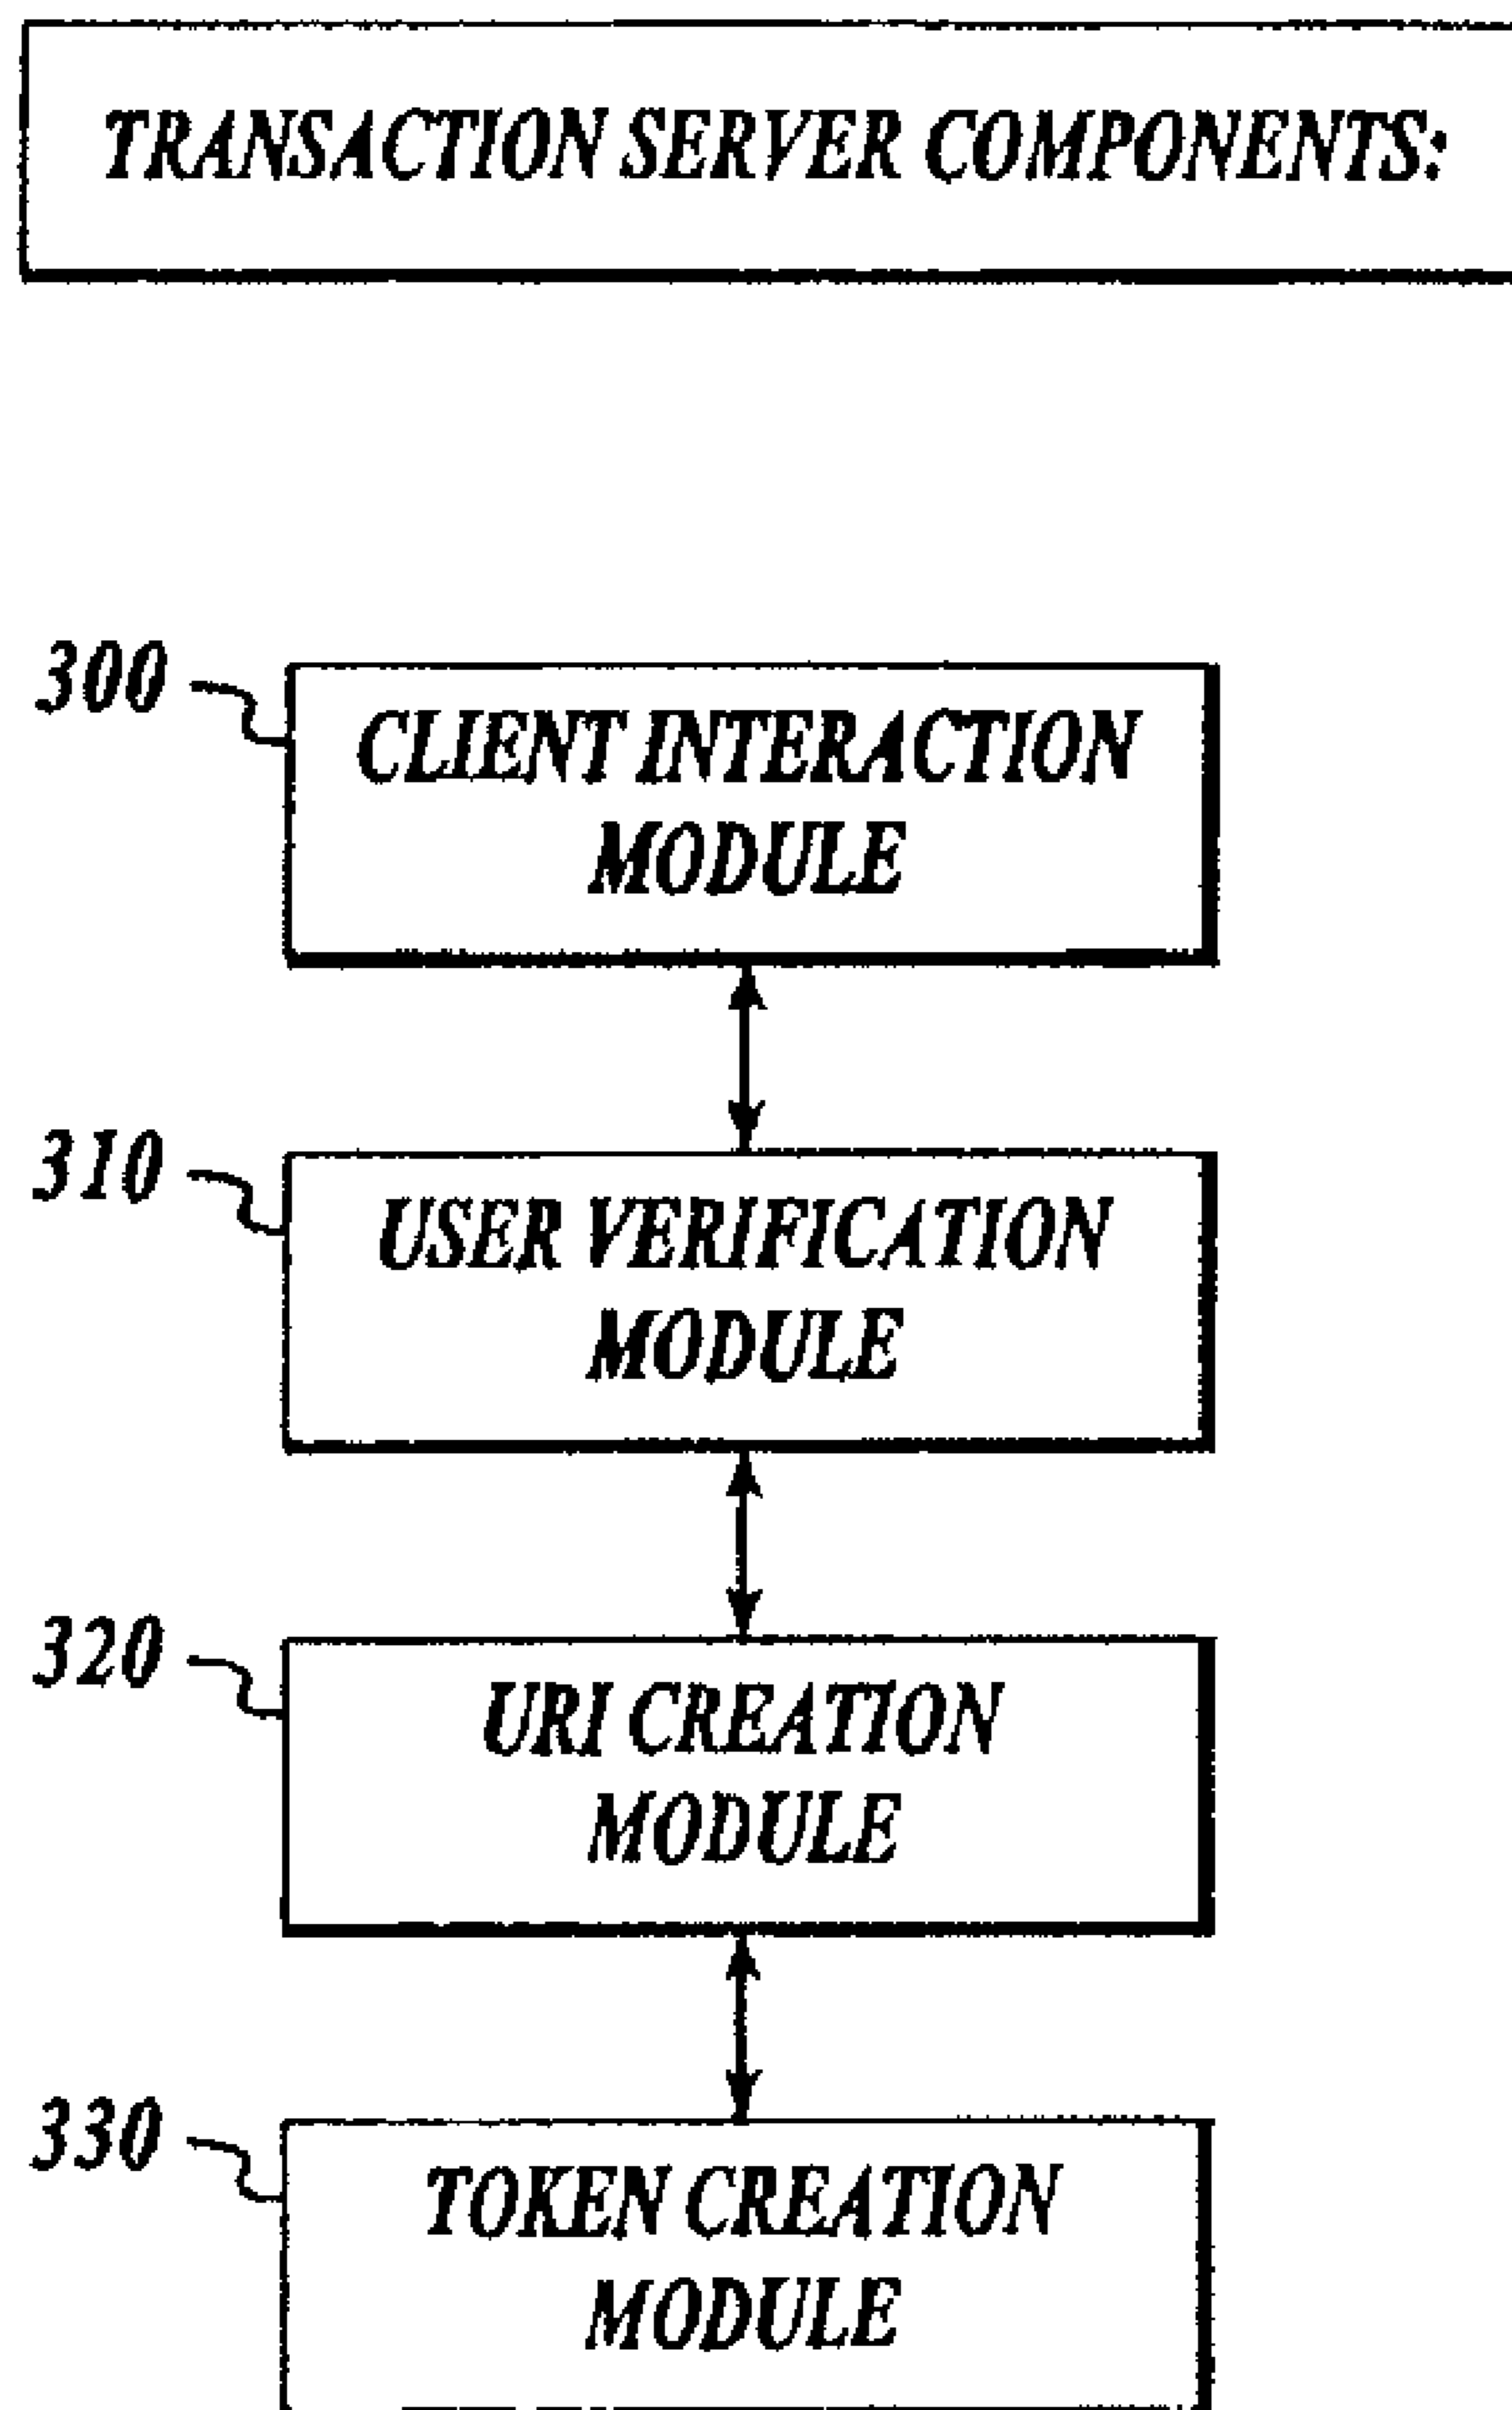 TRANSACTION SERVER COMPONENTS:
300
CLIENT INTERACTION
MODULE
310
USER VERIFICATION
MODULE
320
URI CREATION
MODULE
330
TOKEN CREATION
MODULE